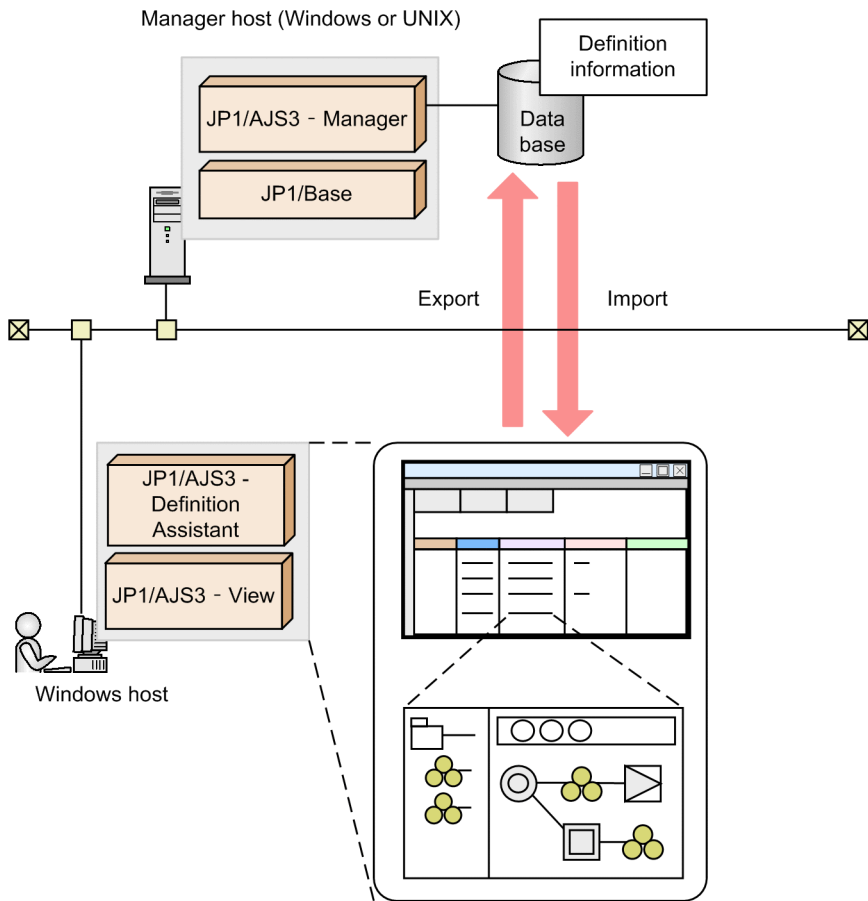 Manager host (Windows or UNIX)
Definition
information
JP1/AJS3 - Manager
Data
base
JP1/Base
Export
Import
JP1/AJS3 -
Definition
Assistant
JP1/AJS3 - View
Windows host